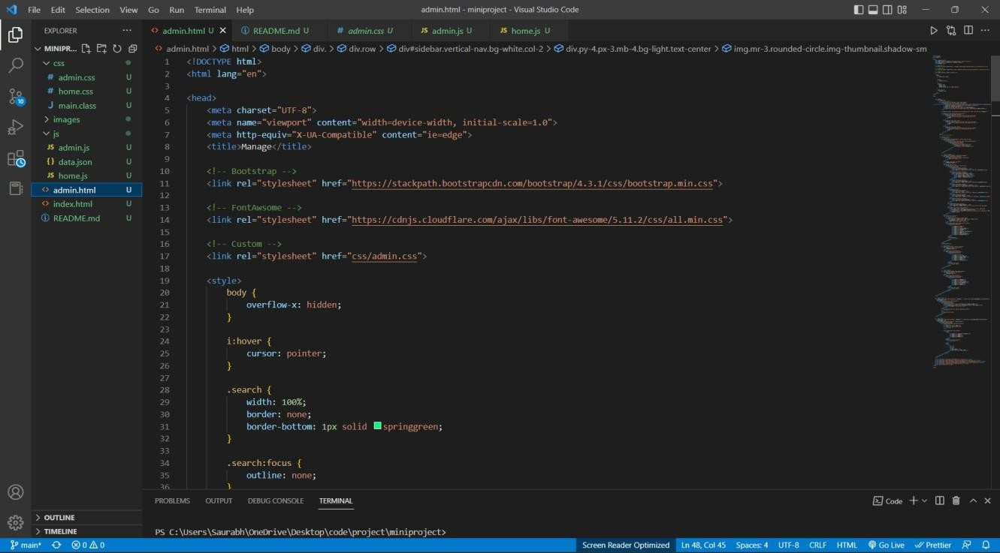 File Edit Selection View Go Run Terminal Help admin.html - miniproject - Visual Studio Code
EXPLORER
MINIPR...
css
# admin.css U
# home.css U
J main.class U
images
js
JS admin.js U
{} data.json U
JS home.js U
<> admin.html U
<> index.html U
README.md U
OUTLINE
TIMELINE
10
<> admin.html U README.md U # admin.css U JS admin.js U JS home.js U
<> admin.html > html > body > div. > div.row > div#sidebar.vertical-nav.bg-white.col-2 > div.py-4.px-3.mb-4.bg-light.text-center > img.mr-3.rounded-circle.img-thumbnail.shadow-sm
1 <!DOCTYPE html>
2 <html lang="en">
3
4 <head>
5 <meta charset="UTF-8">
6 <meta name="viewport" content="width=device-width, initial-scale=1.0">
7 <meta http-equiv="X-UA-Compatible" content="ie=edge">
8 <title>Manage</title>
9
10 <!-- Bootstrap -->
11 <link rel="stylesheet" href="https://stackpath.bootstrapcdn.com/bootstrap/4.3.1/css/bootstrap.min.css">
12
13 <!-- FontAwsome -->
14 <link rel="stylesheet" href="https://cdnjs.cloudflare.com/ajax/libs/font-awesome/5.11.2/css/all.min.css">
15
16 <!-- Custom -->
17 <link rel="stylesheet" href="css/admin.css">
18
19 <style>
20 body {
21 overflow-x: hidden;
22 }
23
24 i:hover {
25 cursor: pointer;
26 }
27
28 .search {
29 width: 100%;
30 border: none;
31 border-bottom: 1px solid springgreen;
32 }
33
34 .search:focus {
35 outline: none;
36 }
PROBLEMS OUTPUT DEBUG CONSOLE TERMINAL Code
PS C:\Users\Saurabh\OneDrive\Desktop\code\project\miniproject>
main* 0 0 Screen Reader Optimized Ln 48, Col 45 Spaces: 4 UTF-8 CRLF HTML Go Live Prettier